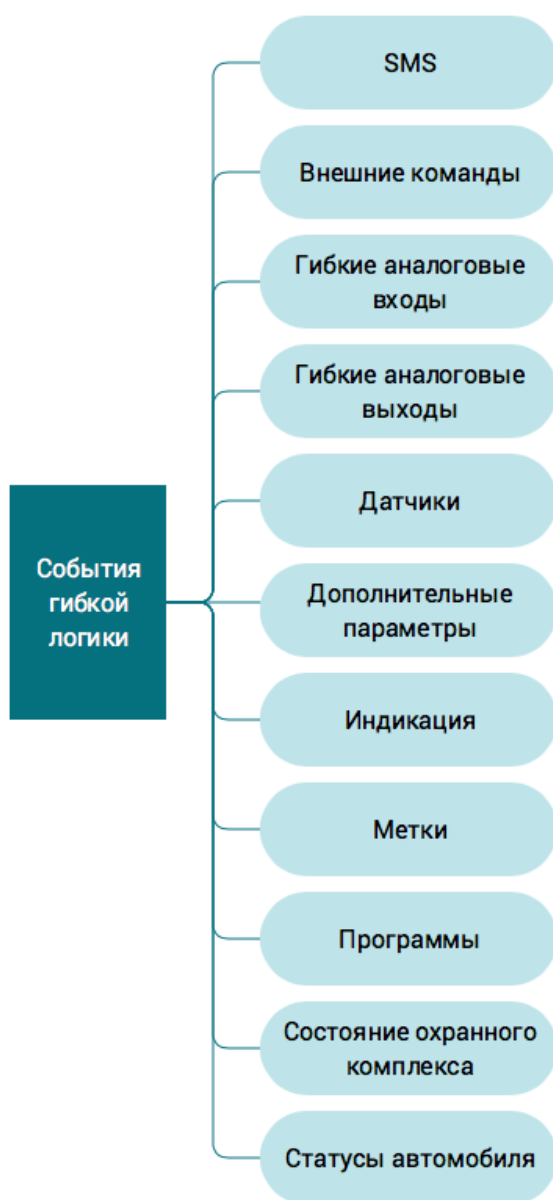 SMS
Внешние команды
Гибкие аналоговые
входы
Гибкие аналоговые
выходы
Датчики
События
гибкой
логики
Дополнительные
параметры
Индикация
Метки
Программы
Состояние охранного
комплекса
Статусы автомобиля